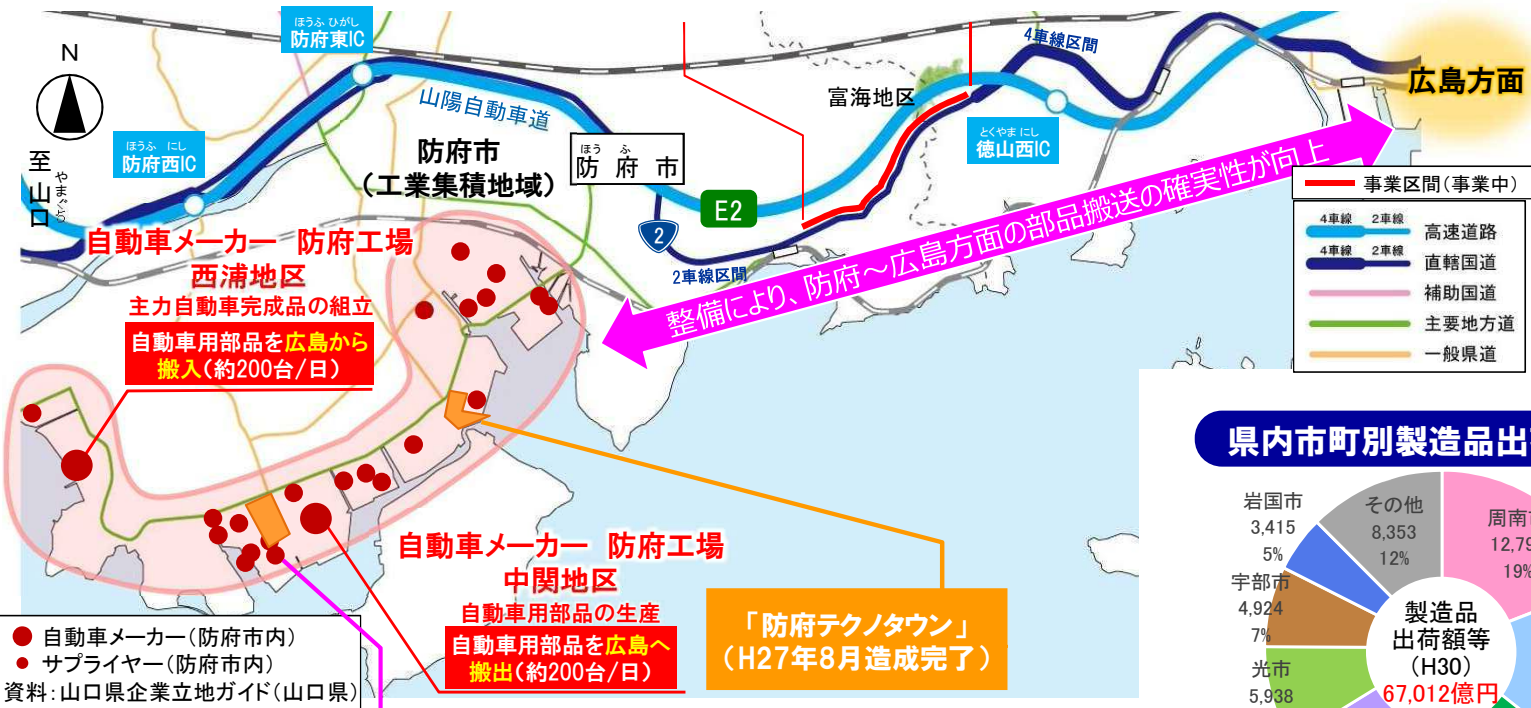 N
至
山口
やまぐち
ほうふ ひがし
防府東IC
ほうふ にし
防府西IC
山陽自動車道
防府市
（工業集積地域）
ほう ふ
防府市
E2
2
2車線区間
4車線区間
富海地区
とくやま にし
徳山西IC
広島方面
整備により、防府～広島方面の部品搬送の確実性が向上
事業区間（事業中）
4車線 2車線
高速道路
4車線 2車線
直轄国道
補助国道
主要地方道
一般県道
自動車メーカー 防府工場
西浦地区
主力自動車完成品の組立
自動車用部品を広島から
搬入（約200台/日）
自動車メーカー 防府工場
中関地区
自動車用部品の生産
自動車用部品を広島へ
搬出（約200台/日）
「防府テクノタウン」
（H27年8月造成完了）
自動車メーカー（防府市内）
サプライヤー（防府市内）
資料：山口県企業立地ガイド（山口県）
県内市町別製造品出
岩国市
3,415
5%
その他
8,353
12%
周南
12,79
19%
宇部市
4,924
7%
光市
5,938
製造品
出荷額等
（H30）
67,012億円